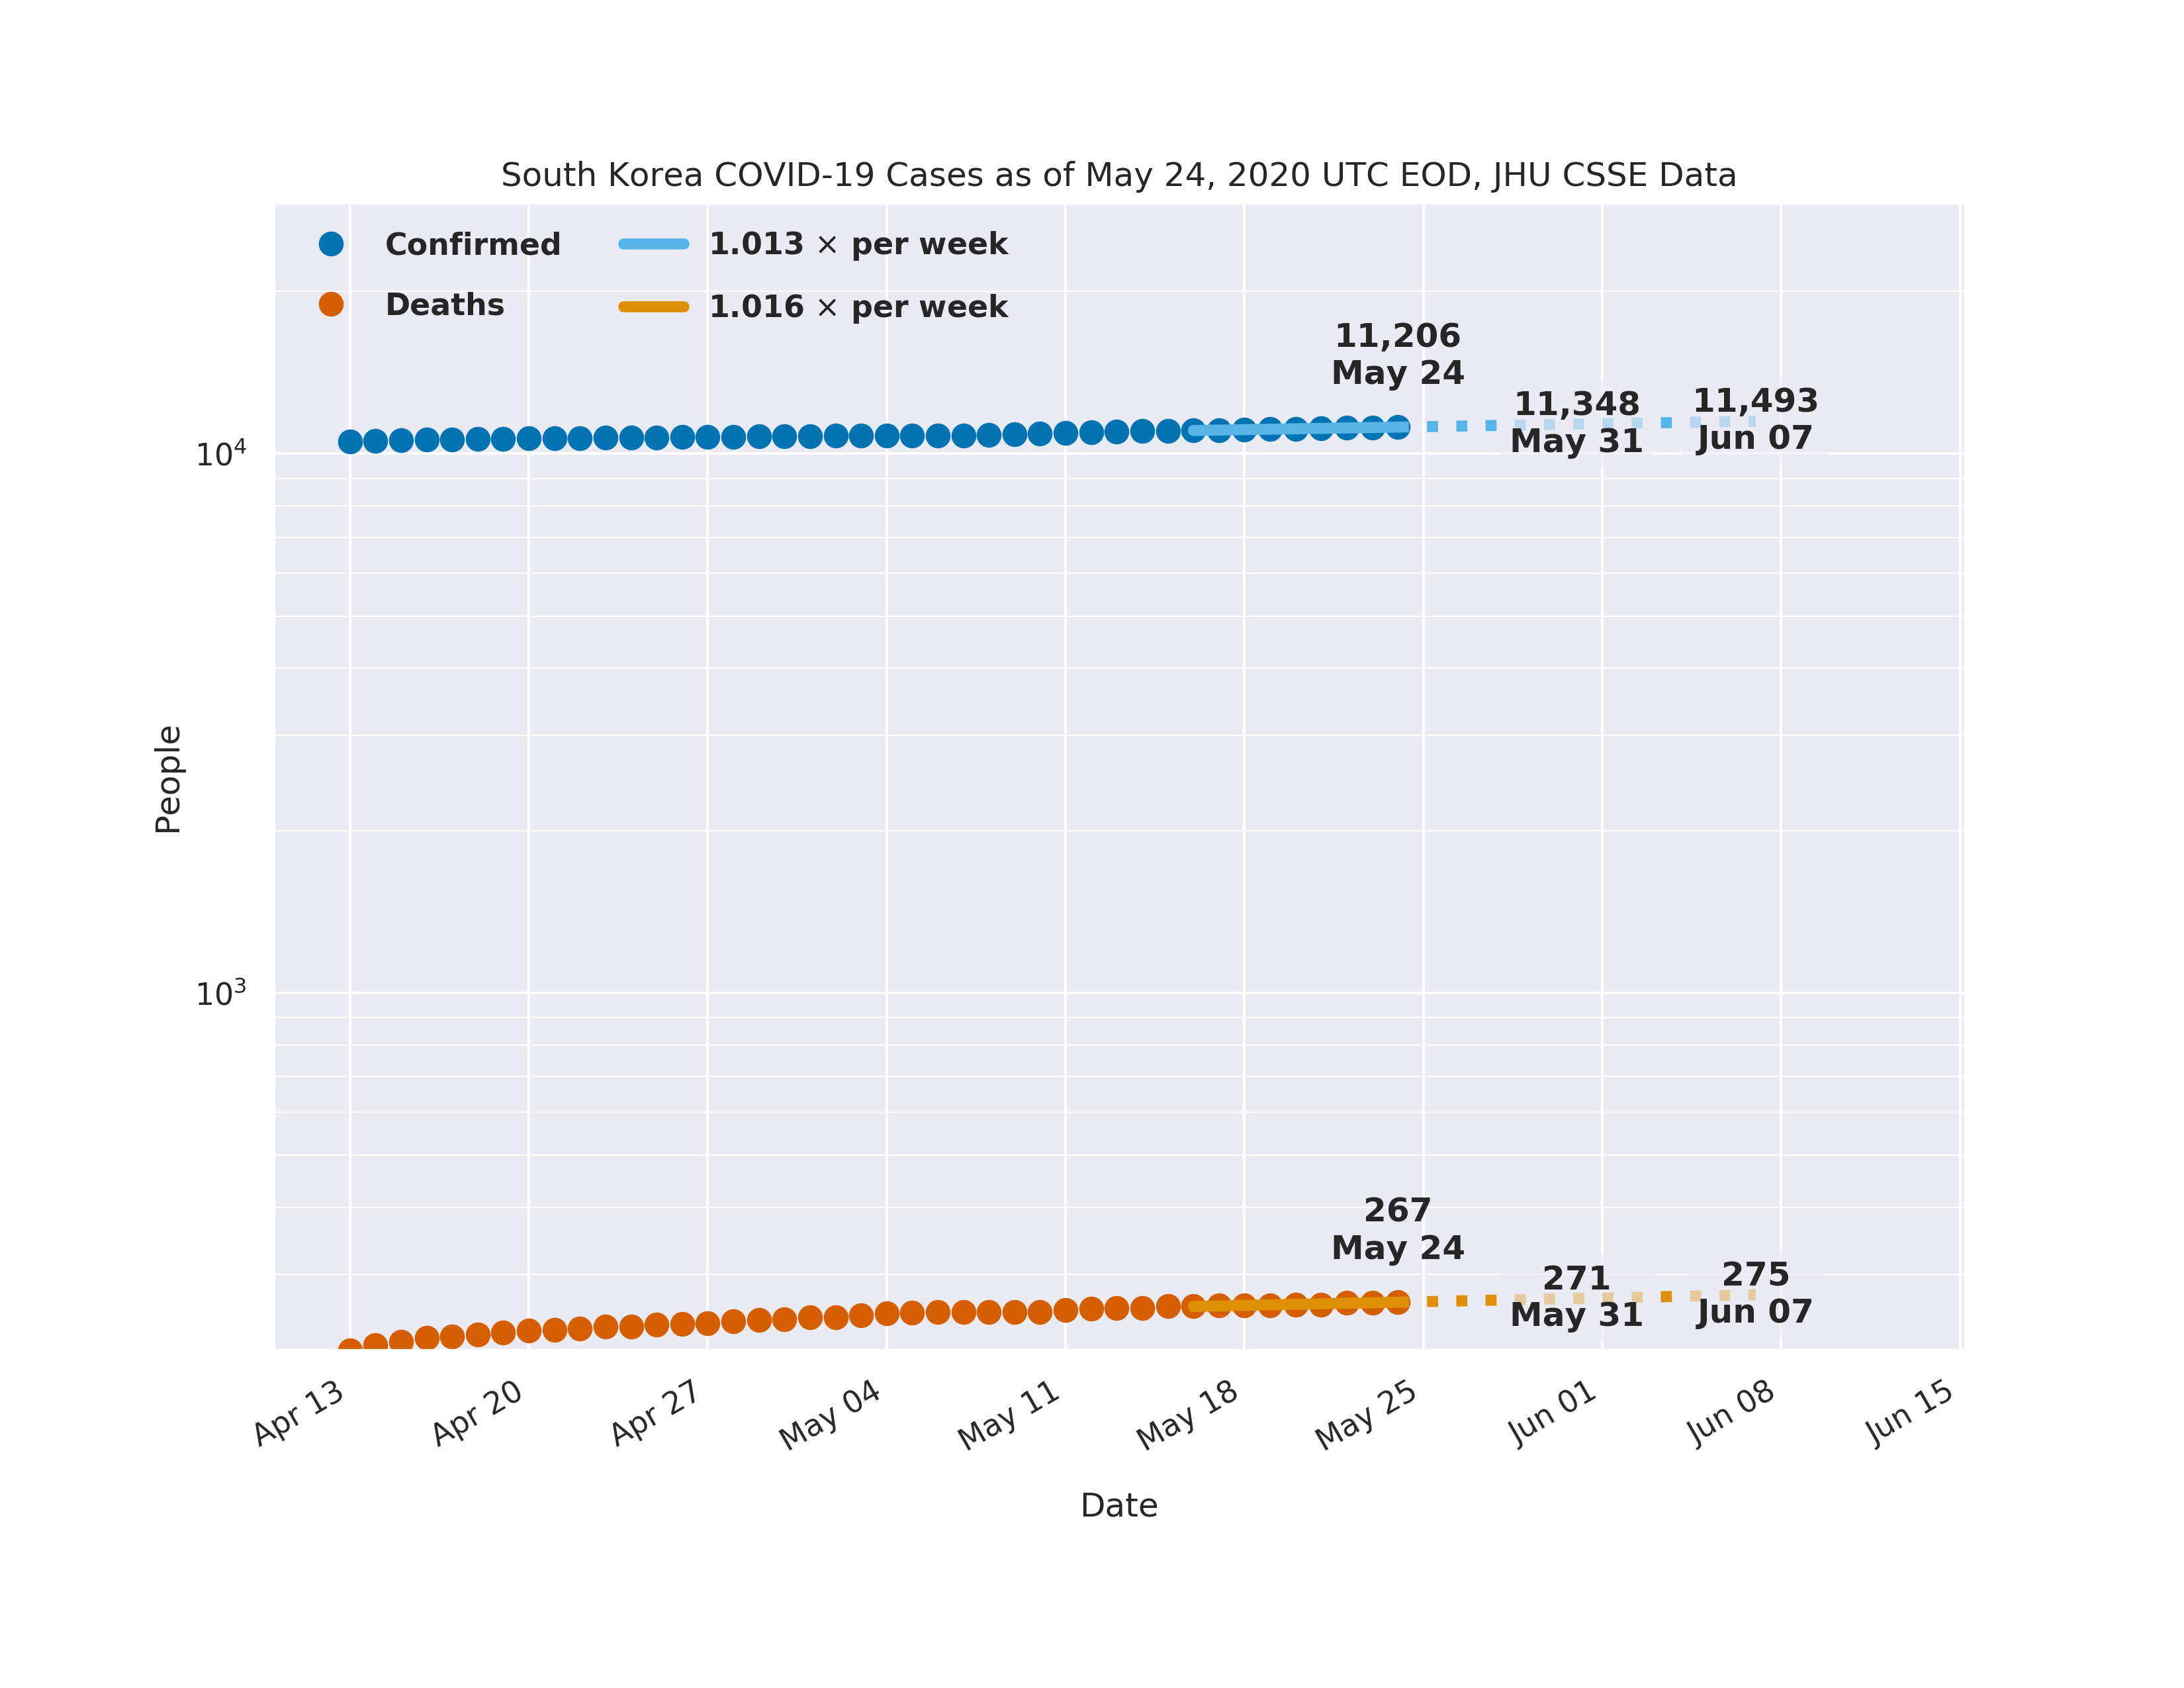 South Korea COVID-19 Cases as of May 24, 2020 UTC EOD, JHU CSSE Data
Confirmed
Deaths
1.013 × per week
1.016 × per week
11,206
May 24
11,348
May 31
11,493
Jun 07
10⁴
People
10³
267
May 24
271
May 31
275
Jun 07
Apr 13
Apr 20
Apr 27
May 04
May 11
May 18
May 25
Jun 01
Jun 08
Jun 15
Date